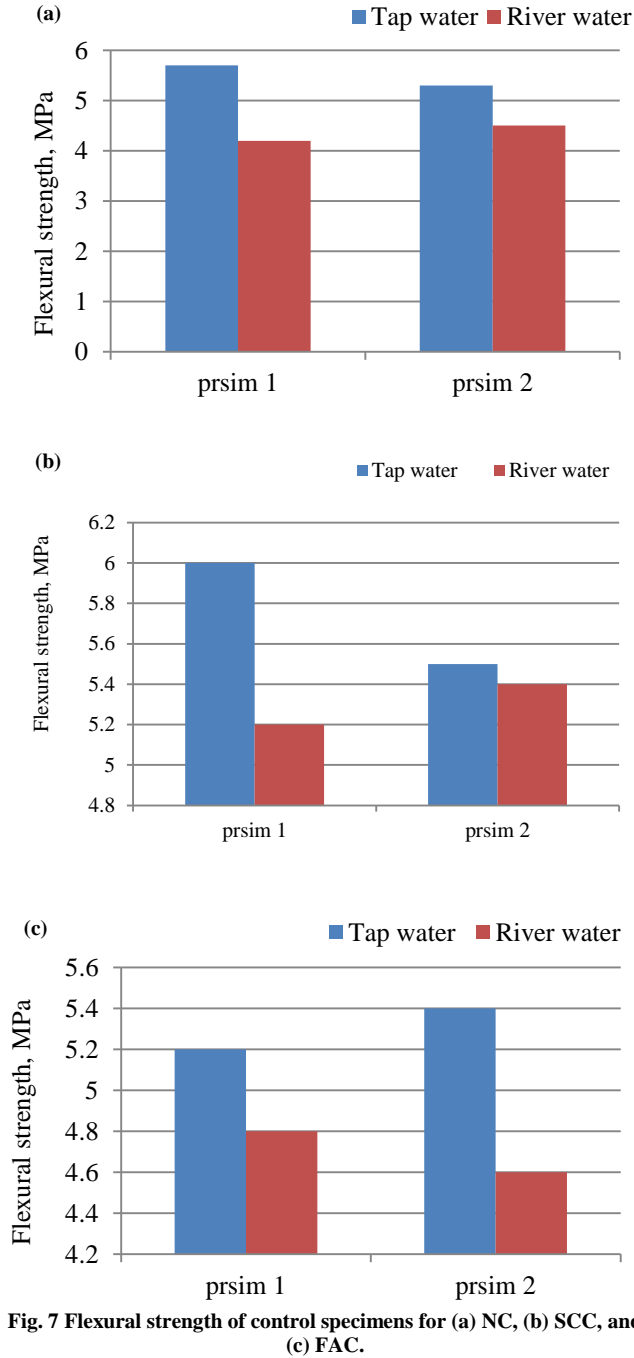 (a)
Tap water River water
Flexural strength, MPa
6
5
4
3
2
1
0
prsim 1 prsim 2
(b)
Tap water River water
Flexural strength, MPa
6.2
6
5.8
5.6
5.4
5.2
5
4.8
prsim 1 prsim 2
(c)
Tap water River water
Flexural strength, MPa
5.6
5.4
5.2
5
4.8
4.6
4.4
4.2
prsim 1 prsim 2
Fig. 7 Flexural strength of control specimens for (a) NC, (b) SCC, and
(c) FAC.